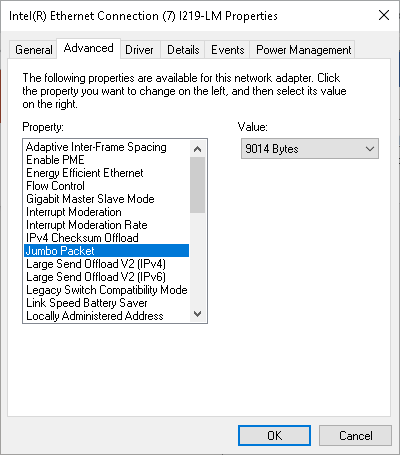 Intel(R) Ethernet Connection (7) I219-LM Properties
General
Advanced
Driver
Details
Events
Power Management
The following properties are available for this network adapter. Click
the property you want to change on the left, and then select its value
on the right.
Property:
Value:
Adaptive Inter-Frame Spacing
Enable PME
Energy Efficient Ethernet
Flow Control
Gigabit Master Slave Mode
Interrupt Moderation
Interrupt Moderation Rate
IPv4 Checksum Offload
Jumbo Packet
Large Send Offload V2 (IPv4)
Large Send Offload V2 (IPv6)
Legacy Switch Compatibility Mode
Link Speed Battery Saver
Locally Administered Address
9014 Bytes
OK
Cancel